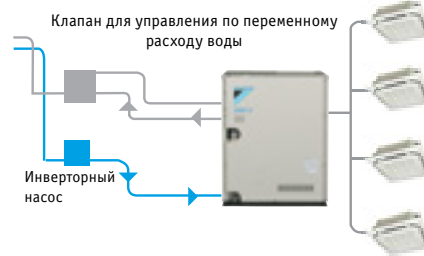 Клапан для управления по переменному
расходу воды
Инверторный
насос